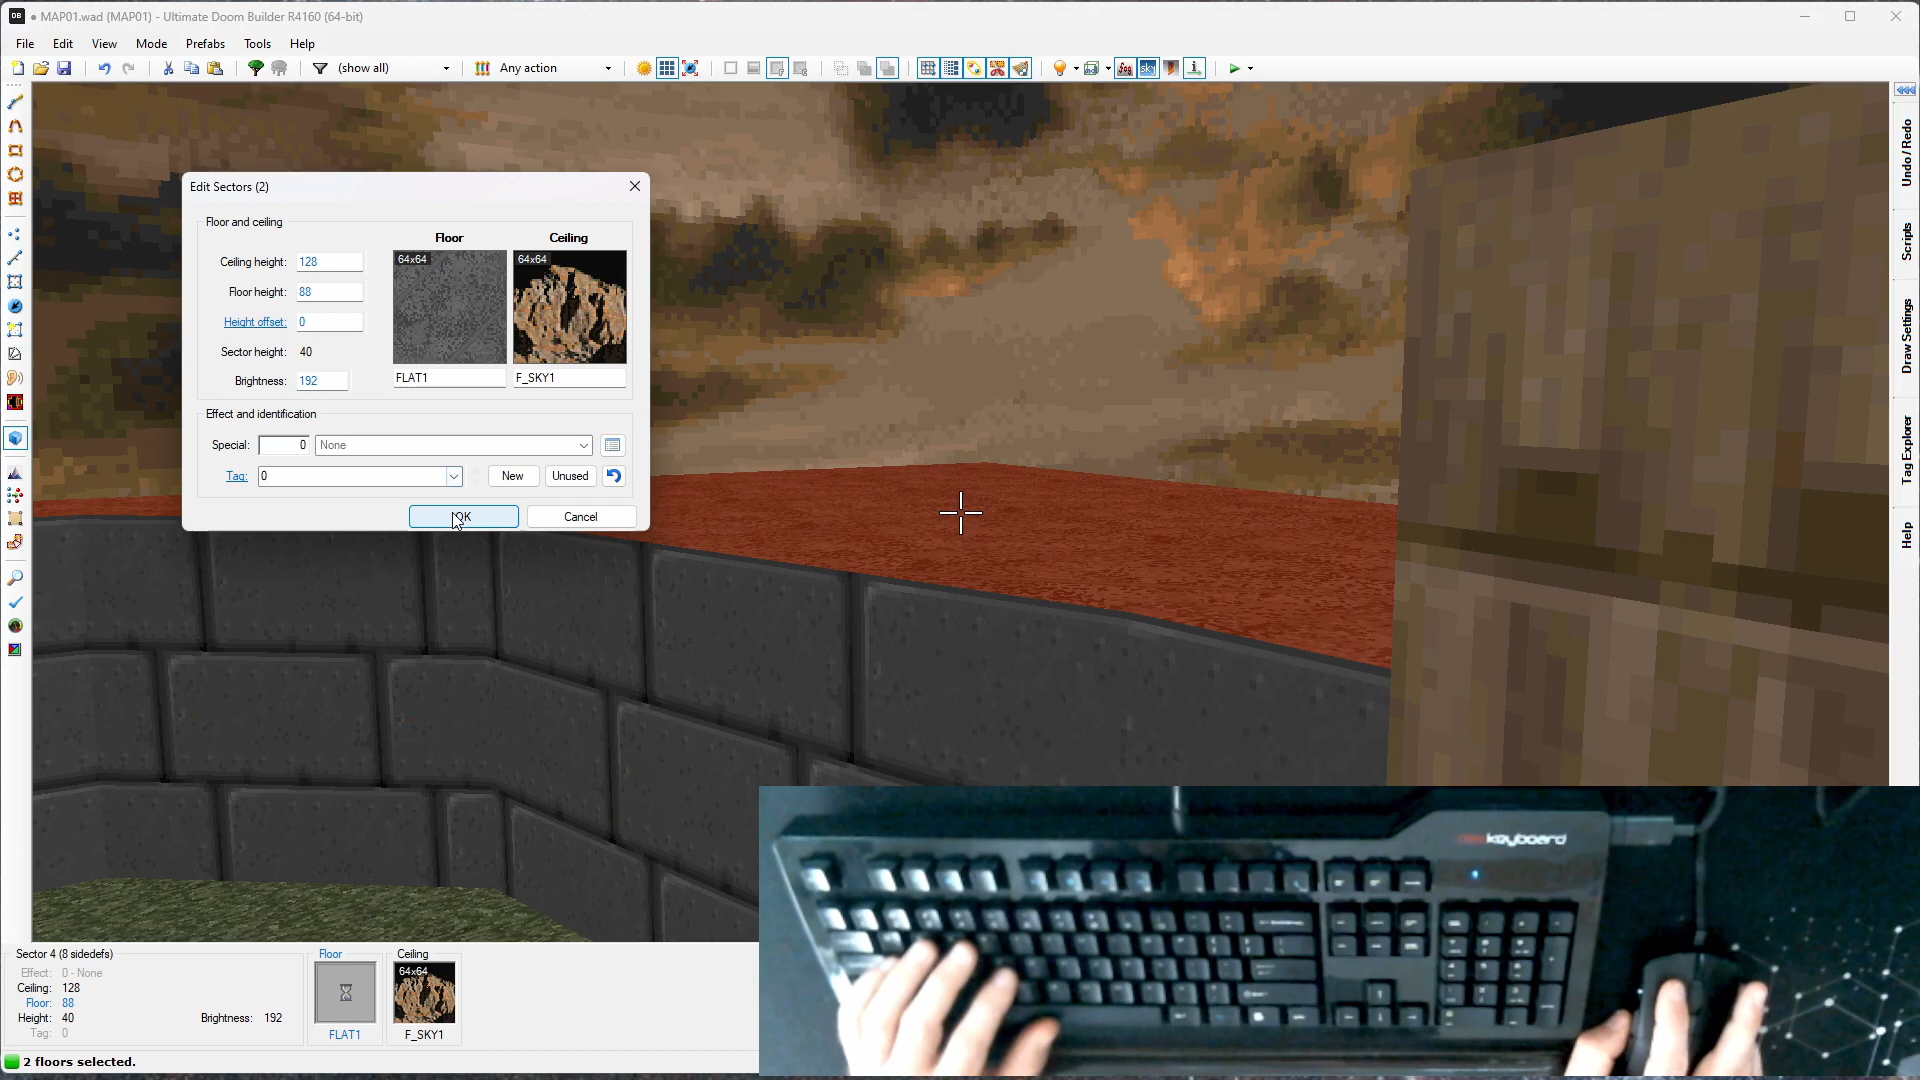 DB
● MAP01.wad (MAP01) - Ultimate Doom Builder R4160 (64-bit)
File Edit View Mode Prefabs Tools Help
(show all)
Any action
fog
sky
Undo / Redo
Scripts
Draw Settings
Tag Explorer
Help
Edit Sectors (2)
Floor and ceiling
Floor
Ceiling
Ceiling height: 128
Floor height: 88
Height offset: 0
Sector height: 40
Brightness: 192
64x64
64x64
FLAT1
F_SKY1
Effect and identification
Special: 0 None
Tag: 0
New
Unused
OK
Cancel
keyboard
Sector 4 (8 sidedefs)
Effect: 0 - None
Ceiling: 128
Floor: 88
Height: 40
Brightness: 192
Tag: 0
Floor
FLAT1
Ceiling
64x64
F_SKY1
2 floors selected.